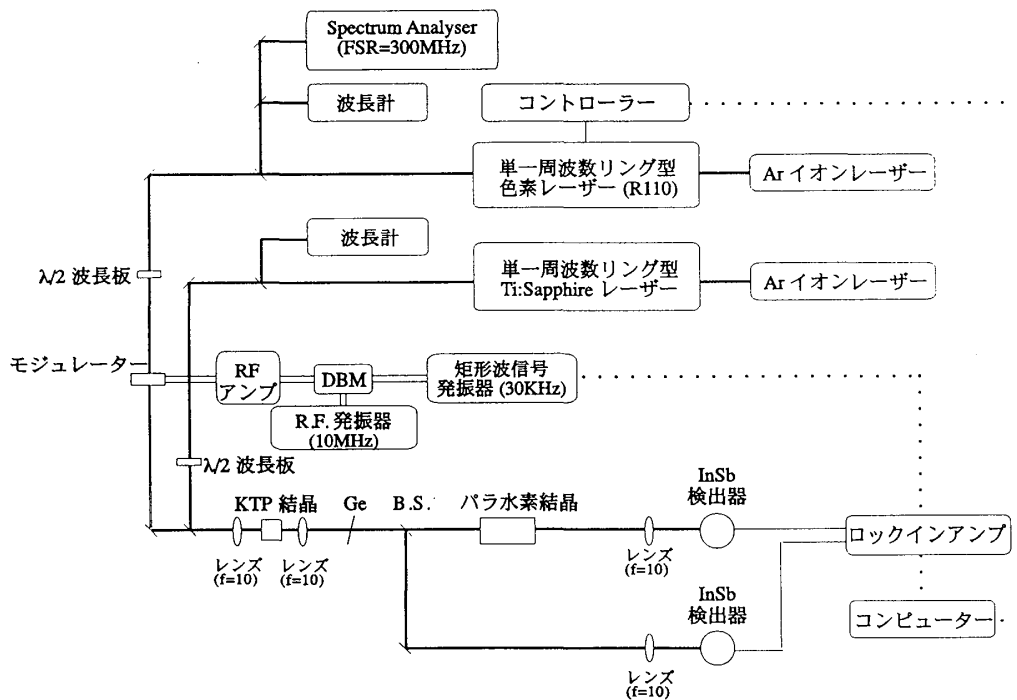 Spectrum Analyser
(FSR=300MHz)
波長計
コントローラー
単一周波数リング型
色素レーザー (R110)
Ar イオンレーザー
波長計
λ/2 波長板
単一周波数リング型
Ti:Sapphire レーザー
Ar イオンレーザー
モジュレーター
RF
アンプ
DBM
矩形波信号
発振器 (30KHz)
R.F. 発振器
(10MHz)
λ/2 波長板
KTP 結晶
Ge
B.S.
パラ水素結晶
InSb
検出器
レンズ
(f=10)
レンズ
(f=10)
レンズ
(f=10)
ロックインアンプ
InSb
検出器
コンピューター
レンズ
(f=10)